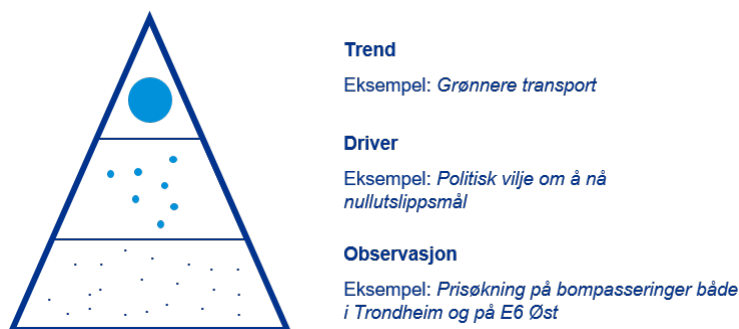 Trend
Eksempel: Grønnere transport
Driver
Eksempel: Politisk vilje om å nå
nullutslippsmål
Observasjon
Eksempel: Prisøkning på bompasseringer både
i Trondheim og på E6 Øst